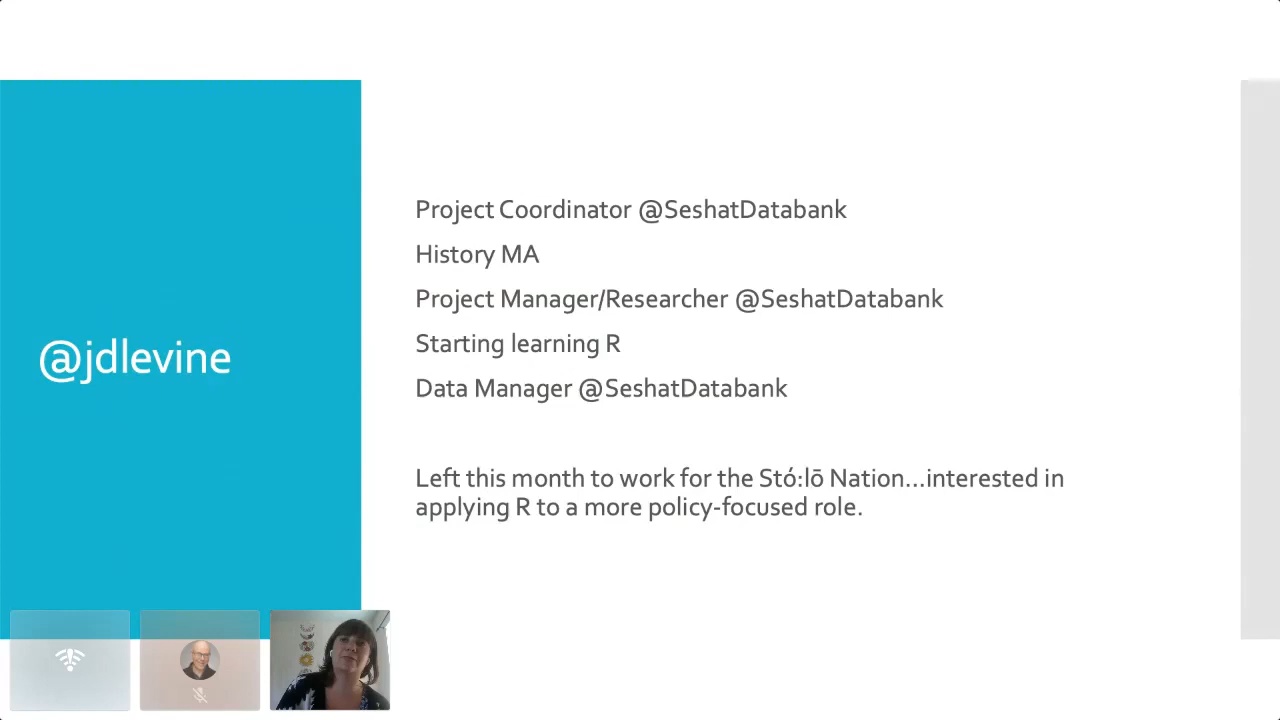 @jdlevine
Project Coordinator @SeshatDatabank
History MA
Project Manager/Researcher @SeshatDatabank
Starting learning R
Data Manager @SeshatDatabank
Left this month to work for the Stó:lō Nation...interested in
applying R to a more policy-focused role.